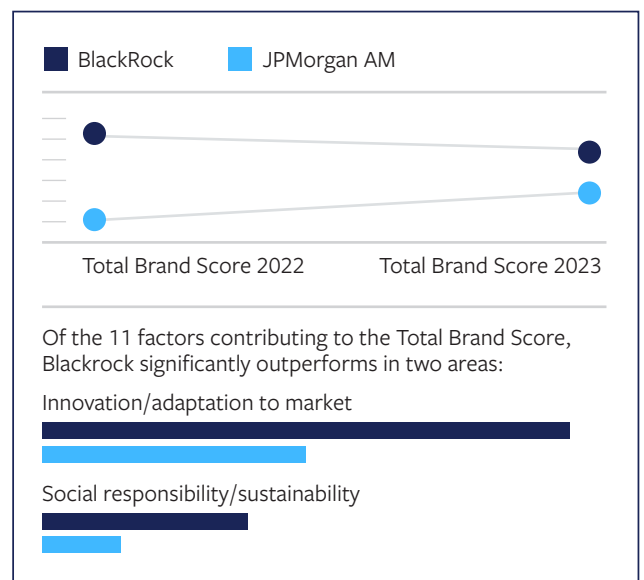 BlackRock JPMorgan AM
Total Brand Score 2022 Total Brand Score 2023
Of the 11 factors contributing to the Total Brand Score,
Blackrock significantly outperforms in two areas:
Innovation/adaptation to market
Social responsibility/sustainability